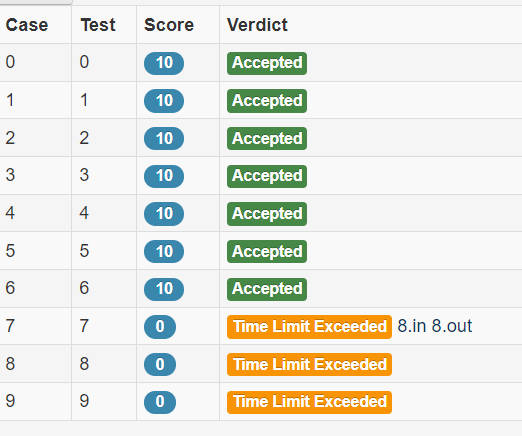 Case Test Score Verdict
0 0 10 Accepted
1 1 10 Accepted
2 2 10 Accepted
3 3 10 Accepted
4 4 10 Accepted
5 5 10 Accepted
6 6 10 Accepted
7 7 0 Time Limit Exceeded 8.in 8.out
8 8 0 Time Limit Exceeded
9 9 0 Time Limit Exceeded